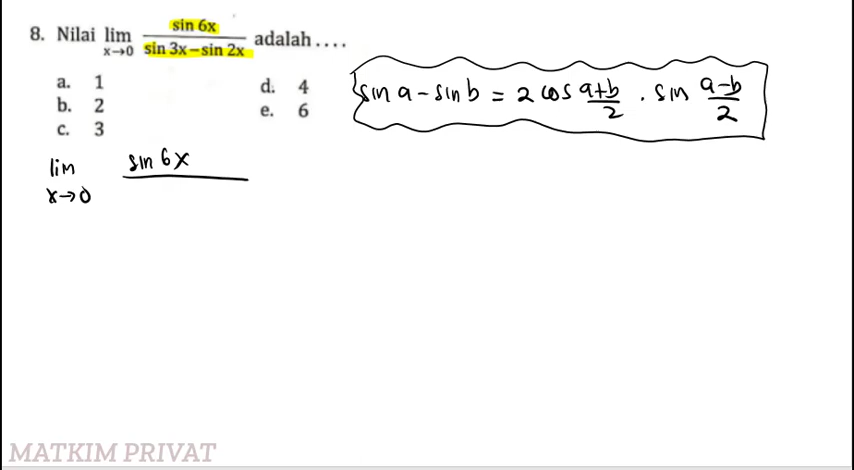 8. Nilai lim x→0 sin 6x / sin 3x – sin 2x adalah . . . .
a. 1
b. 2
c. 3
d. 4
e. 6
sin a - sin b = 2 cos a+b / 2 . sin a-b / 2
lim x→0 sin 6x
MATKIM PRIVAT